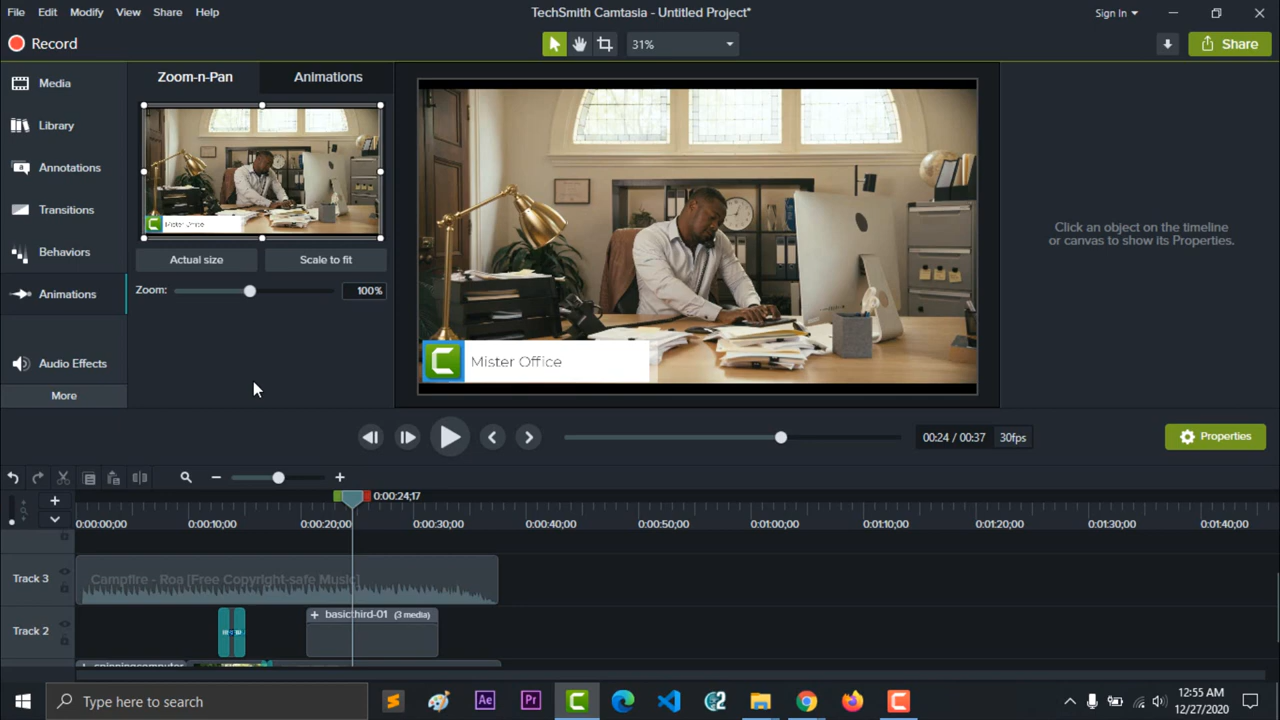 File Edit Modify View Share Help
TechSmith Camtasia - Untitled Project*
Sign In
Record
31%
Share
Media
Library
Annotations
Transitions
Behaviors
Animations
Audio Effects
More
Zoom-n-Pan
Animations
Mister Office
Actual size
Scale to fit
Zoom:
100%
Mister Office
Click an object on the timeline
or canvas to show its Properties.
00:24 / 00:37
30fps
Properties
0:00:24;17
0:00:00;00
0:00:10;00
0:00:20;00
0:00:30;00
0:00:40;00
0:00:50;00
0:01:00;00
0:01:10;00
0:01:20;00
0:01:30;00
0:01:40;00
Track 3
Campfire - Roa [Free Copyright-safe Music]
Track 2
+ basicthird-01 (3 media)
spinningcomputer
Type here to search
Ae
Pr
12:55 AM
12/27/2020